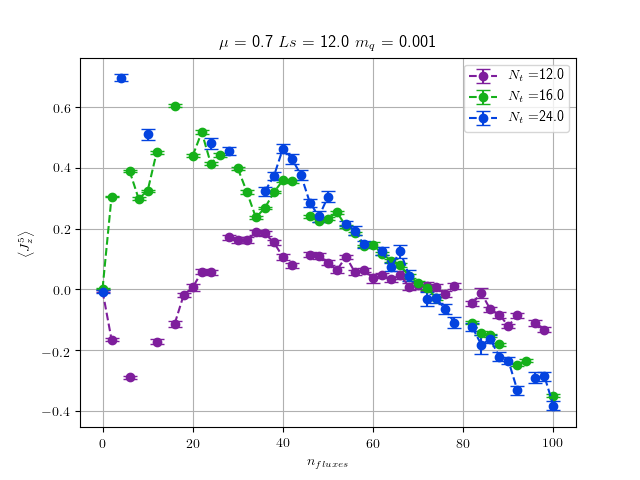 μ = 0.7 Ls = 12.0 m_q = 0.001
N_t =12.0
N_t =16.0
N_t =24.0
⟨J_z^5⟩
0.6
0.4
0.2
0.0
−0.2
−0.4
0 20 40 60 80 100
n_fluxes